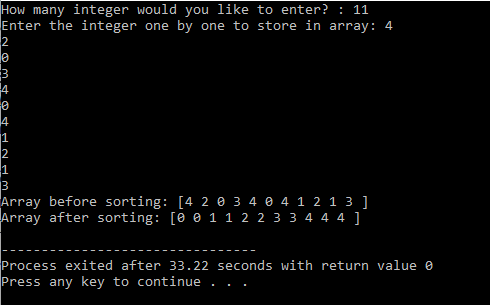 How many integer would you like to enter? : 11
Enter the integer one by one to store in array: 4
2
0
3
4
0
4
1
2
1
3
Array before sorting: [4 2 0 3 4 0 4 1 2 1 3 ]
Array after sorting: [0 0 1 1 2 2 3 3 4 4 4 ]
--------------------------------
Process exited after 33.22 seconds with return value 0
Press any key to continue . . .